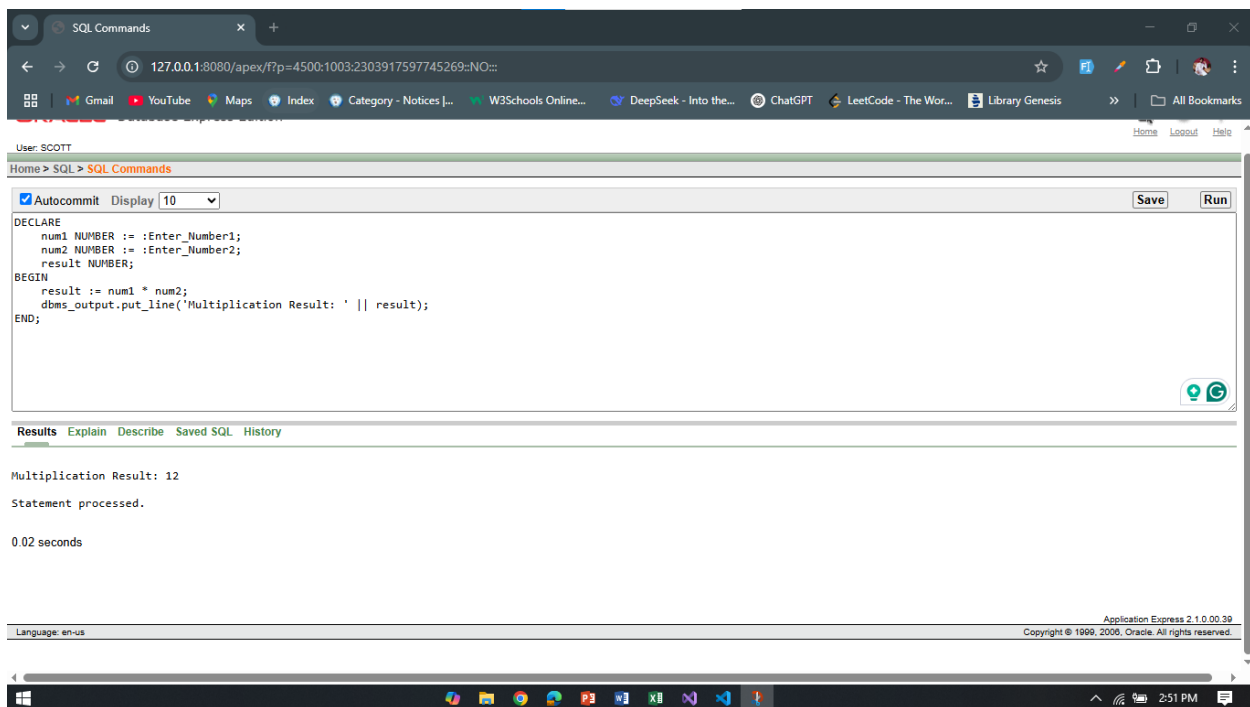 SQL Commands
127.0.0.1:8080/apex/f?p=4500:1003:2303917597745269::NO:::
Gmail YouTube Maps Index Category - Notices |... W3Schools Online... DeepSeek - Into the... ChatGPT LeetCode - The Wor... Library Genesis » All Bookmarks
Home Logout Help
User: SCOTT
Home > SQL > SQL Commands
Autocommit Display 10 Save Run
DECLARE
    num1 NUMBER := :Enter_Number1;
    num2 NUMBER := :Enter_Number2;
    result NUMBER;
BEGIN
    result := num1 * num2;
    dbms_output.put_line('Multiplication Result: ' || result);
END;
Results Explain Describe Saved SQL History
Multiplication Result: 12
Statement processed.
0.02 seconds
Application Express 2.1.0.00.39
Language: en-us Copyright © 1999, 2006, Oracle. All rights reserved.
2:51 PM